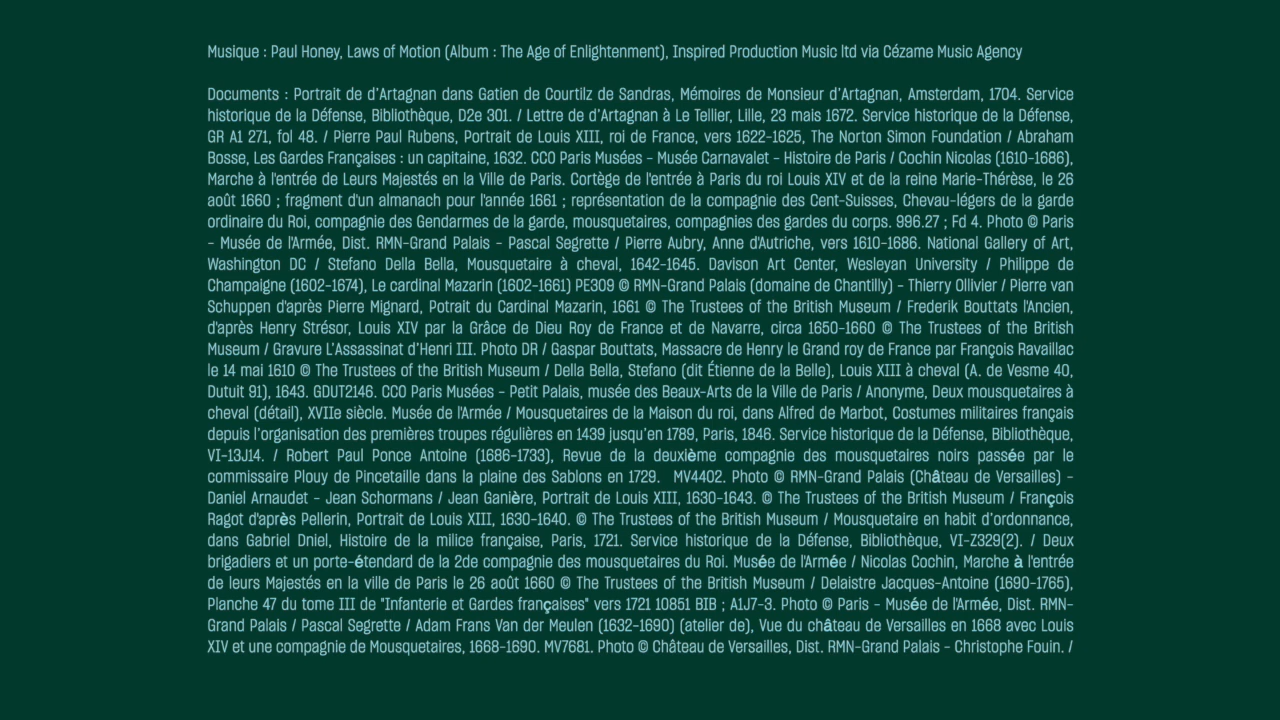 Musique : Paul Honey, Laws of Motion (Album : The Age of Enlightenment), Inspired Production Music ltd via Cézame Music Agency
Documents : Portrait de d'Artagnan dans Gatien de Courtilz de Sandras, Mémoires de Monsieur d'Artagnan, Amsterdam, 1704. Service
historique de la Défense, Bibliothèque, D2e 301. / Lettre de d'Artagnan à Le Tellier, Lille, 23 mais 1672. Service historique de la Défense,
GR A1 271, fol 48. / Pierre Paul Rubens, Portrait de Louis XIII, roi de France, vers 1622-1625, The Norton Simon Foundation / Abraham
Bosse, Les Gardes Françaises : un capitaine, 1632. CC0 Paris Musées - Musée Carnavalet - Histoire de Paris / Cochin Nicolas (1610-1686),
Marche à l'entrée de Leurs Majestés en la Ville de Paris. Cortège de l'entrée à Paris du roi Louis XIV et de la reine Marie-Thérèse, le 26
août 1660 ; fragment d'un almanach pour l'année 1661 ; représentation de la compagnie des Cent-Suisses, Chevau-légers de la garde
ordinaire du Roi, compagnie des Gendarmes de la garde, mousquetaires, compagnies des gardes du corps. 996.27 ; Fd 4. Photo © Paris
- Musée de l'Armée, Dist. RMN-Grand Palais - Pascal Segrette / Pierre Aubry, Anne d'Autriche, vers 1610-1686. National Gallery of Art,
Washington DC / Stefano Della Bella, Mousquetaire à cheval, 1642-1645. Davison Art Center, Wesleyan University / Philippe de
Champaigne (1602-1674), Le cardinal Mazarin (1602-1661) PE309 © RMN-Grand Palais (domaine de Chantilly) - Thierry Ollivier / Pierre van
Schuppen d'après Pierre Mignard, Potrait du Cardinal Mazarin, 1661 © The Trustees of the British Museum / Frederik Bouttats l'Ancien,
d'après Henry Strésor, Louis XIV par la Grâce de Dieu Roy de France et de Navarre, circa 1650-1660 © The Trustees of the British
Museum / Gravure L'Assassinat d'Henri III. Photo DR / Gaspar Bouttats, Massacre de Henry le Grand roy de France par François Ravaillac
le 14 mai 1610 © The Trustees of the British Museum / Della Bella, Stefano (dit Étienne de la Belle), Louis XIII à cheval (A. de Vesme 40,
Dutuit 91), 1643. GDUT2146. CC0 Paris Musées - Petit Palais, musée des Beaux-Arts de la Ville de Paris / Anonyme, Deux mousquetaires à
cheval (détail), XVIIe siècle. Musée de l'Armée / Mousquetaires de la Maison du roi, dans Alfred de Marbot, Costumes militaires français
depuis l'organisation des premières troupes régulières en 1439 jusqu'en 1789, Paris, 1846. Service historique de la Défense, Bibliothèque,
VI-13J14. / Robert Paul Ponce Antoine (1686-1733), Revue de la deuxième compagnie des mousquetaires noirs passée par le
commissaire Plouy de Pincetaille dans la plaine des Sablons en 1729. MV4402. Photo © RMN-Grand Palais (Château de Versailles) -
Daniel Arnaudet - Jean Schormans / Jean Ganière, Portrait de Louis XIII, 1630-1643. © The Trustees of the British Museum / François
Ragot d'après Pellerin, Portrait de Louis XIII, 1630-1640. © The Trustees of the British Museum / Mousquetaire en habit d'ordonnance,
dans Gabriel Dniel, Histoire de la milice française, Paris, 1721. Service historique de la Défense, Bibliothèque, VI-Z329(2). / Deux
brigadiers et un porte-étendard de la 2de compagnie des mousquetaires du Roi. Musée de l'Armée / Nicolas Cochin, Marche à l'entrée
de leurs Majestés en la ville de Paris le 26 août 1660 © The Trustees of the British Museum / Delaistre Jacques-Antoine (1690-1765),
Planche 47 du tome III de "Infanterie et Gardes françaises" vers 1721 10851 BIB ; A1J7-3. Photo © Paris - Musée de l'Armée, Dist. RMN-
Grand Palais / Pascal Segrette / Adam Frans Van der Meulen (1632-1690) (atelier de), Vue du château de Versailles en 1668 avec Louis
XIV et une compagnie de Mousquetaires, 1668-1690. MV7681. Photo © Château de Versailles, Dist. RMN-Grand Palais - Christophe Fouin. /